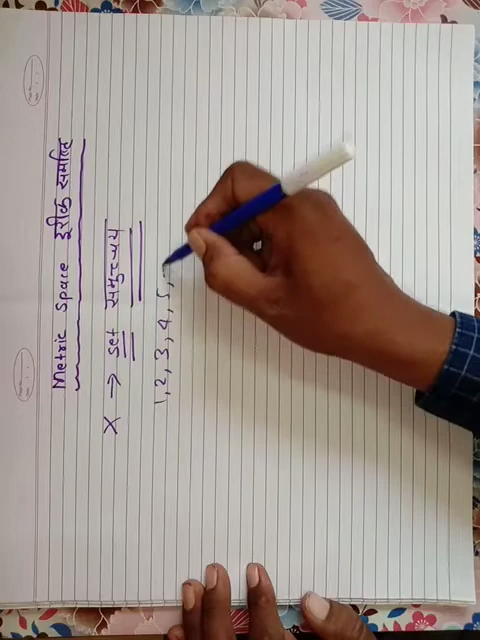 Metric Space दूरीक समष्टि
X → Set समुच्चय
1, 2, 3, 4, 5,